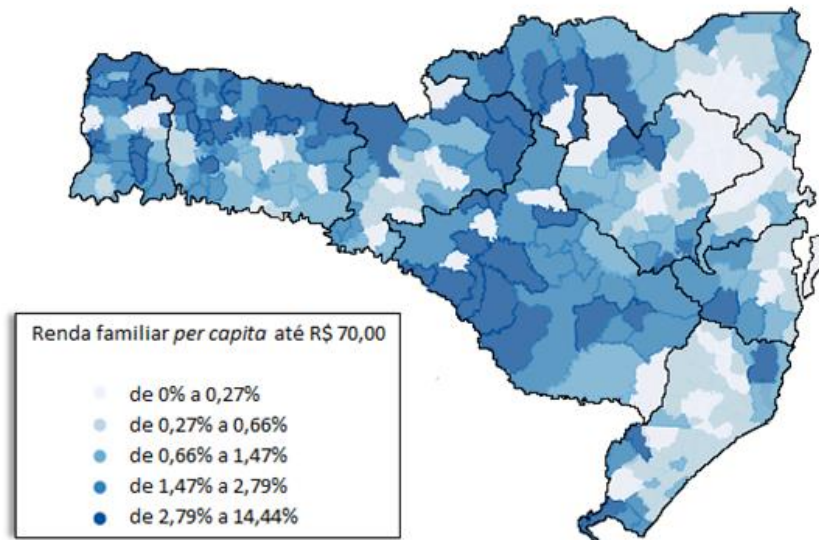 Renda familiar per capita até R$ 70,00
de 0% a 0,27%
de 0,27% a 0,66%
de 0,66% a 1,47%
de 1,47% a 2,79%
de 2,79% a 14,44%